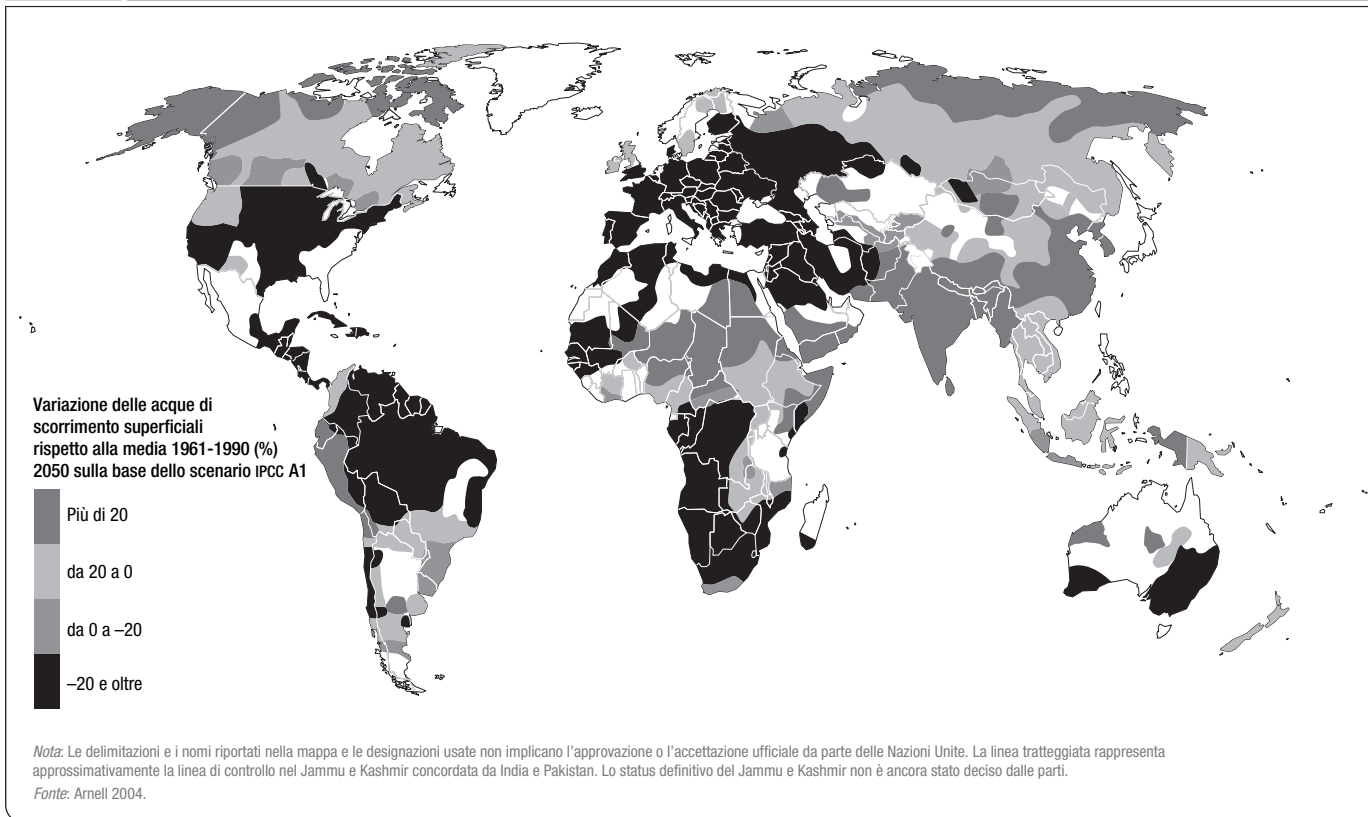 Variazione delle acque di
scorrimento superficiali
rispetto alla media 1961-1990 (%)
2050 sulla base dello scenario IPCC A1
Più di 20
da 20 a 0
da 0 a –20
–20 e oltre
Nota: Le delimitazioni e i nomi riportati nella mappa e le designazioni usate non implicano l'approvazione o l'accettazione ufficiale da parte delle Nazioni Unite. La linea tratteggiata rappresenta
approssimativamente la linea di controllo nel Jammu e Kashmir concordata da India e Pakistan. Lo status definitivo del Jammu e Kashmir non è ancora stato deciso dalle parti.
Fonte: Arnell 2004.